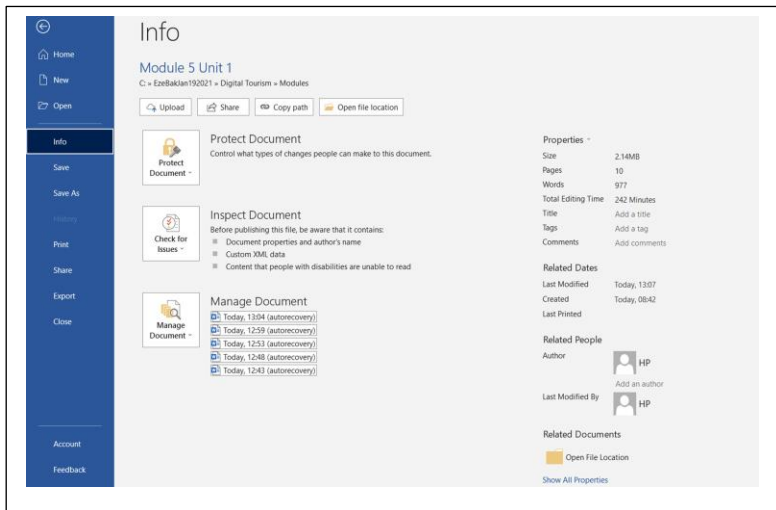 Home
New
Open
Info
Save
Save As
History
Print
Share
Export
Close
Account
Feedback
Info
Module 5 Unit 1
C: » EzeBaklan192021 » Digital Tourism » Modules
Upload
Share
Copy path
Open file location
Protect
Document
Protect Document
Control what types of changes people can make to this document.
Check for
Issues
Inspect Document
Before publishing this file, be aware that it contains:
Document properties and author's name
Custom XML data
Content that people with disabilities are unable to read
Manage
Document
Manage Document
Today, 13:04 (autorecovery)
Today, 12:59 (autorecovery)
Today, 12:53 (autorecovery)
Today, 12:48 (autorecovery)
Today, 12:43 (autorecovery)
Properties
Size 2.14MB
Pages 10
Words 977
Total Editing Time 242 Minutes
Title Add a title
Tags Add a tag
Comments Add comments
Related Dates
Last Modified Today, 13:07
Created Today, 08:42
Last Printed
Related People
Author HP
Add an author
Last Modified By HP
Related Documents
Open File Location
Show All Properties